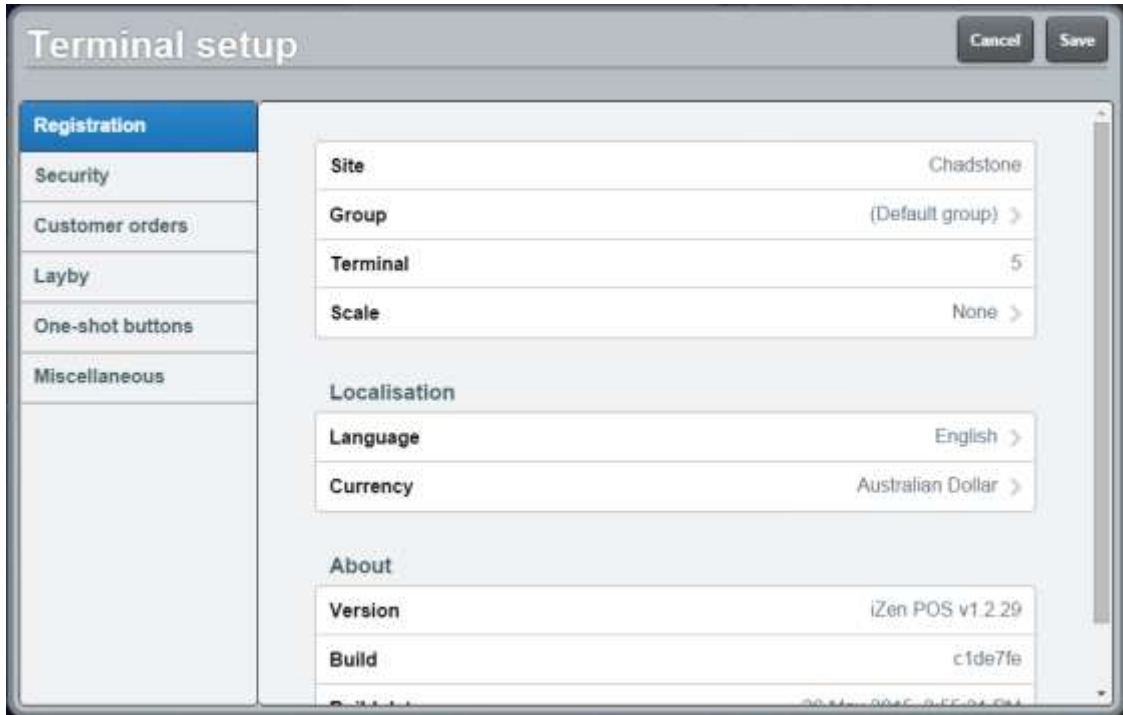 Terminal setup
Cancel
Save
Registration
Security
Customer orders
Layby
One-shot buttons
Miscellaneous
Site Chadstone
Group (Default group)
Terminal 5
Scale None
Localisation
Language English
Currency Australian Dollar
About
Version iZen POS v1.2.29
Build c1de7fe